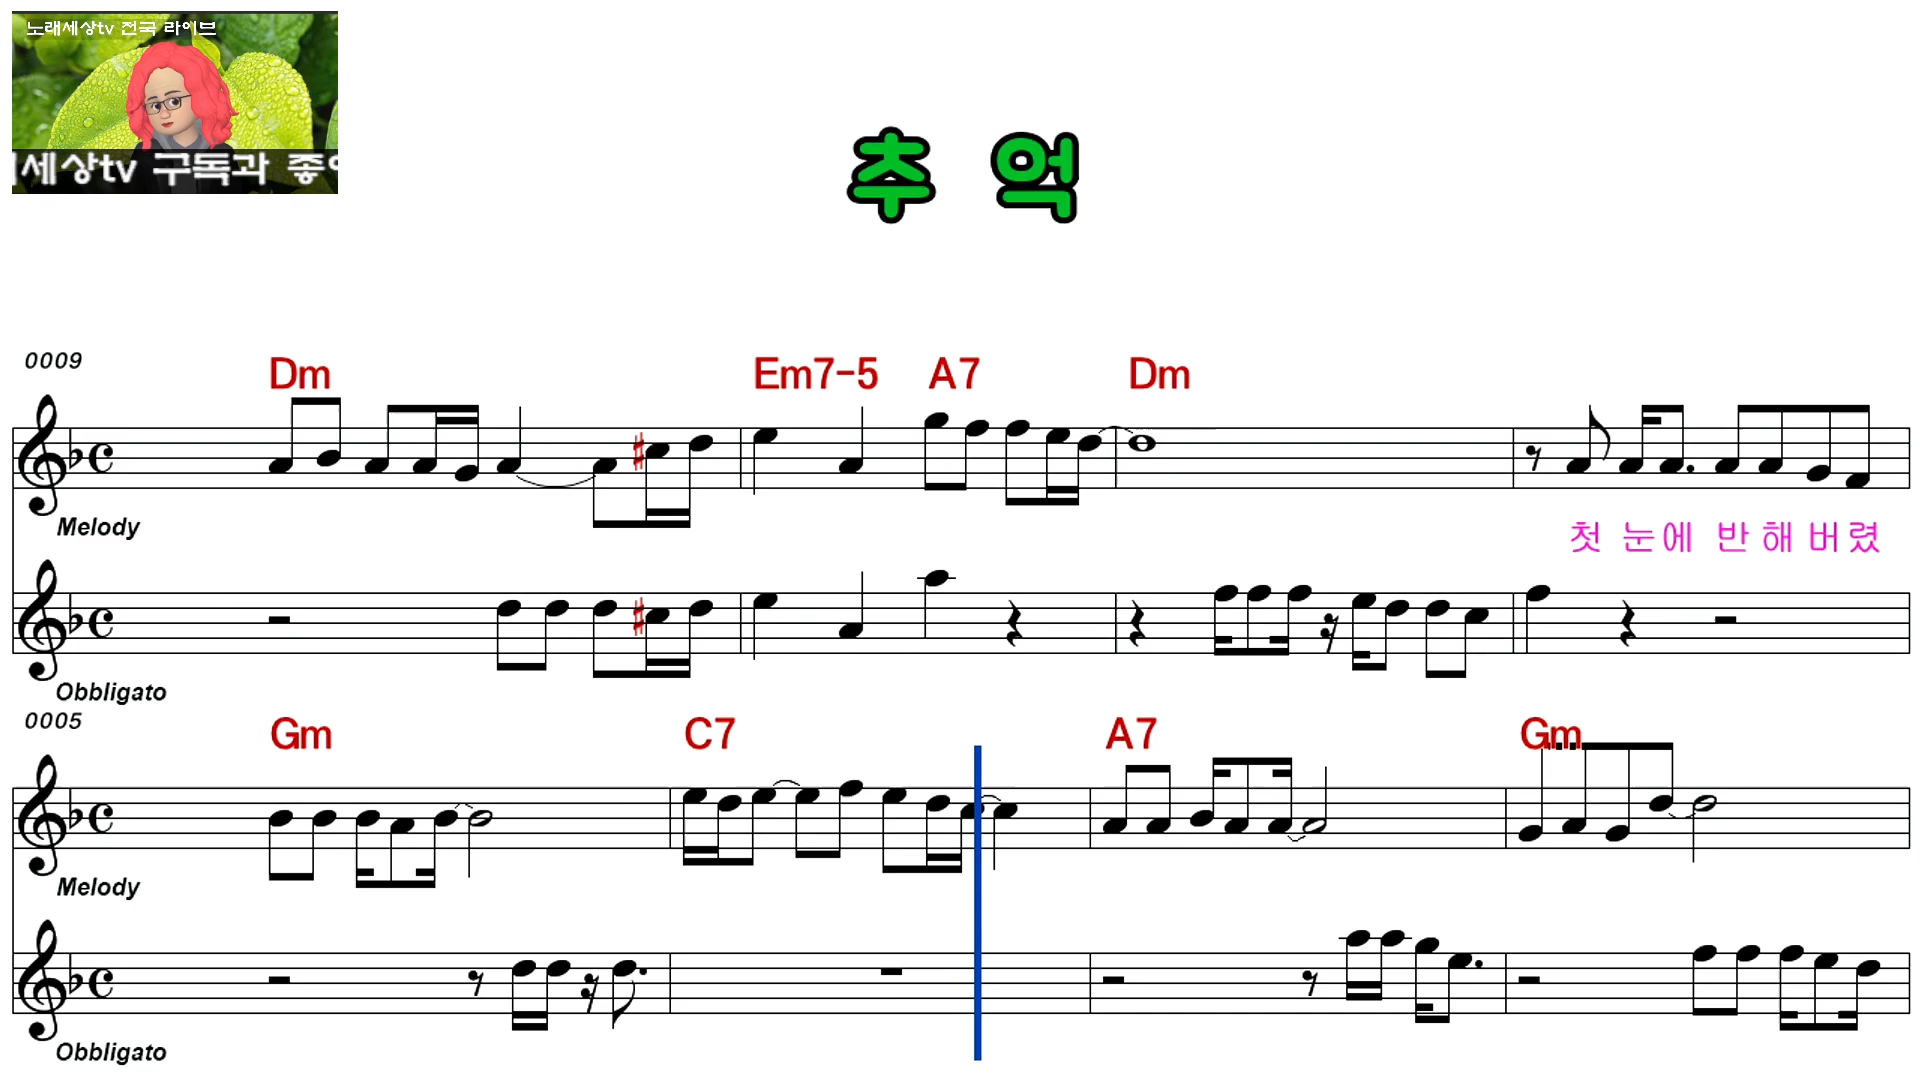 노래세상tv 전국 라이브
세상tv 구독과 좋
추 억
0009
Dm Em7-5 A7 Dm
Melody
첫 눈에 반 해 버 렸
Obbligato
0005
Gm C7 A7 Gm
Melody
Obbligato